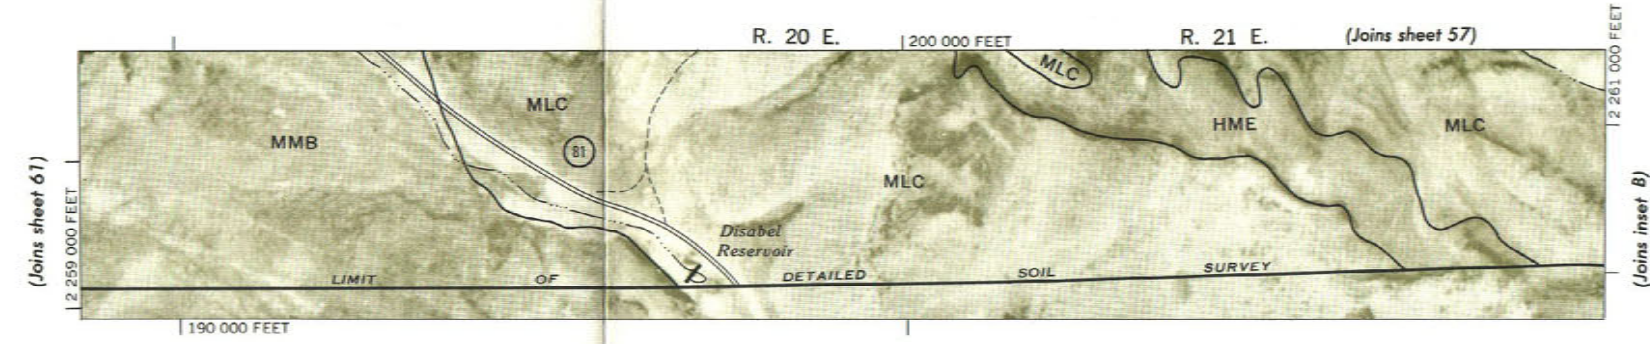 R. 20 E.
200 000 FEET
R. 21 E.
(Joins sheet 57)
2 261 000 FEET
MLC
MLC
MMB
81
HME
MLC
MLC
(Joins sheet 61)
2 259 000 FEET
Disabel
Reservoir
LIMIT OF DETAILED SOIL SURVEY
(Joins inset B)
190 000 FEET